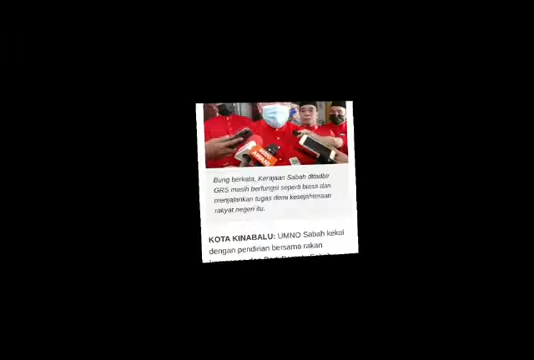 Bung berkata, Kerajaan Sabah ditadbir
GRS masih berfungsi seperti biasa dan
menjalankan tugas demi kesejahteraan
rakyat negeri itu.
KOTA KINABALU: UMNO Sabah kekal
dengan pendirian bersama rakan